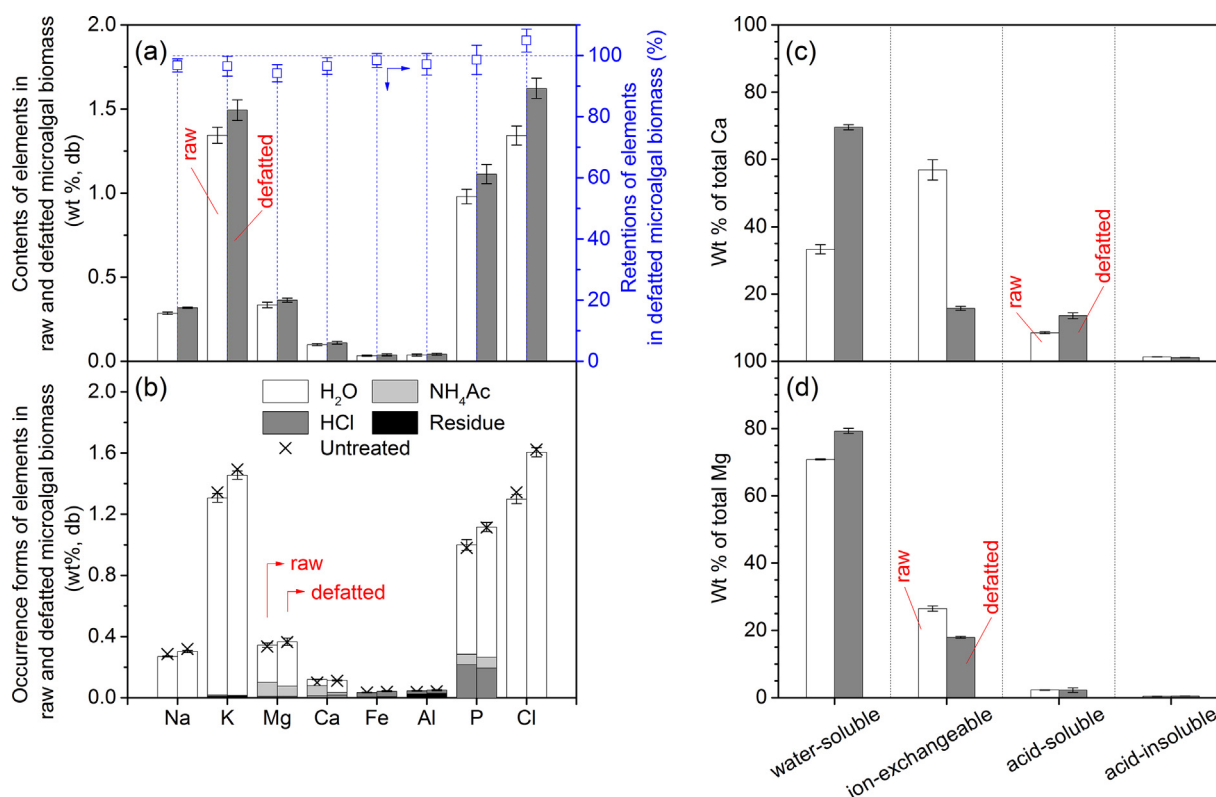 (a)
Contents of elements in
raw and defatted microalgal biomass
(wt %, db)
2.0
1.5
1.0
0.5
0.0
raw
defatted
100
80
60
40
20
0
Retentions of elements
in defatted microalgal biomass (%)
(b)
Occurrence forms of elements in
raw and defatted microalgal biomass
(wt%, db)
2.0
1.6
1.2
0.8
0.4
0.0
H₂O
NH₄Ac
HCl
Residue
Untreated
raw
defatted
Na
K
Mg
Ca
Fe
Al
P
Cl
(c)
Wt % of total Ca
100
80
60
40
20
raw
defatted
(d)
Wt % of total Mg
100
80
60
40
20
0
raw
defatted
water-soluble
ion-exchangeable
acid-soluble
acid-insoluble